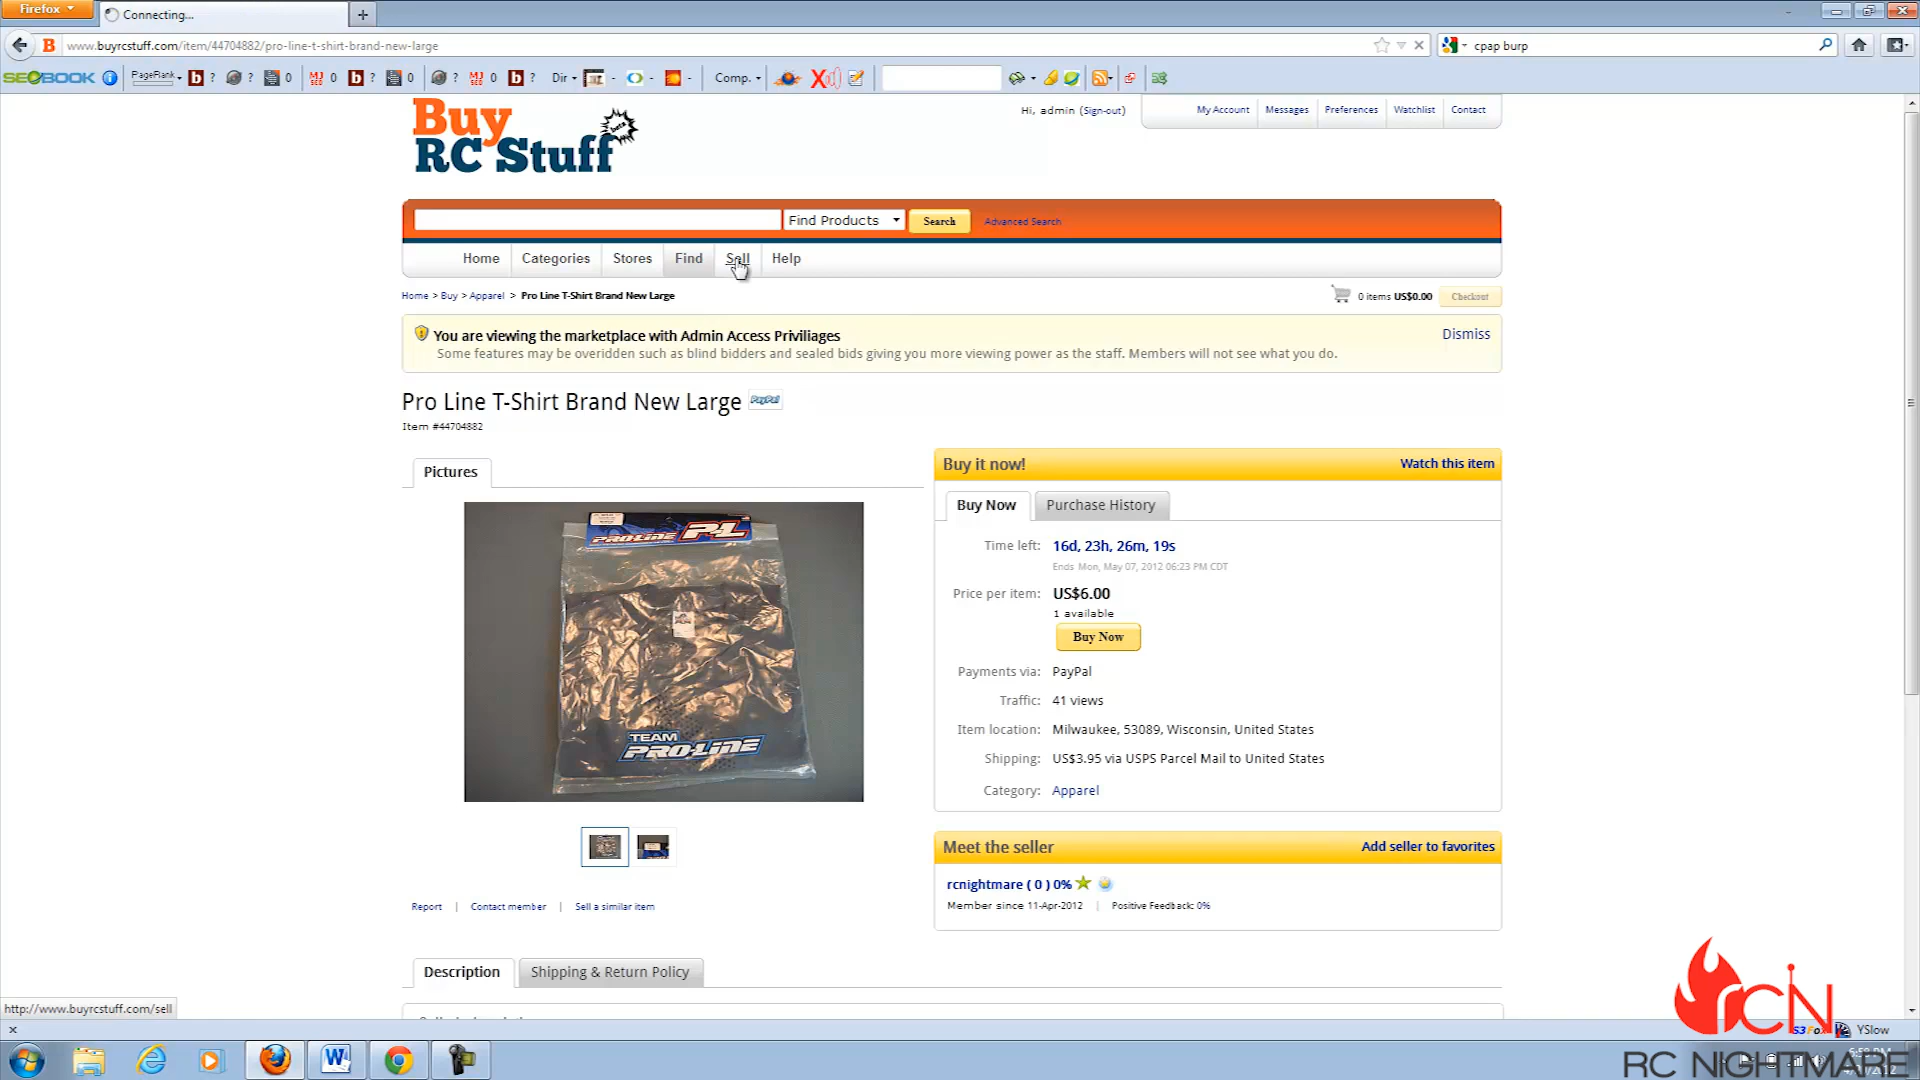 Firefox
Connecting...
www.buyrcstuff.com/item/44704882/pro-line-t-shirt-brand-new-large
cpap burp
SEOBOOK PageRank ? ? 0 0 ? 0 ? 0 ? Dir Comp.
Buy
RC Stuff
beta
Hi, admin (Sign-out)
My Account Messages Preferences Watchlist Contact
Find Products Search Advanced Search
Home Categories Stores Find Sell Help
Home > Buy > Apparel > Pro Line T-Shirt Brand New Large
0 items US$0.00 Checkout
You are viewing the marketplace with Admin Access Priviliages
Dismiss
Some features may be overidden such as blind bidders and sealed bids giving you more viewing power as the staff. Members will not see what you do.
Pro Line T-Shirt Brand New Large PayPal
Item #44704882
Pictures
PRO-LINE PL
TEAM
PRO-LINE
Report | Contact member | Sell a similar item
Buy it now! Watch this item
Buy Now Purchase History
Time left: 16d, 23h, 26m, 19s
Ends Mon, May 07, 2012 06:23 PM CDT
Price per item: US$6.00
1 available
Buy Now
Payments via: PayPal
Traffic: 41 views
Item location: Milwaukee, 53089, Wisconsin, United States
Shipping: US$3.95 via USPS Parcel Mail to United States
Category: Apparel
Meet the seller Add seller to favorites
rcnightmare ( 0 ) 0%
Member since 11-Apr-2012 | Positive Feedback: 0%
Description Shipping & Return Policy
http://www.buyrcstuff.com/sell
S3Fox YSlow
rCN
RC NIGHTMARE